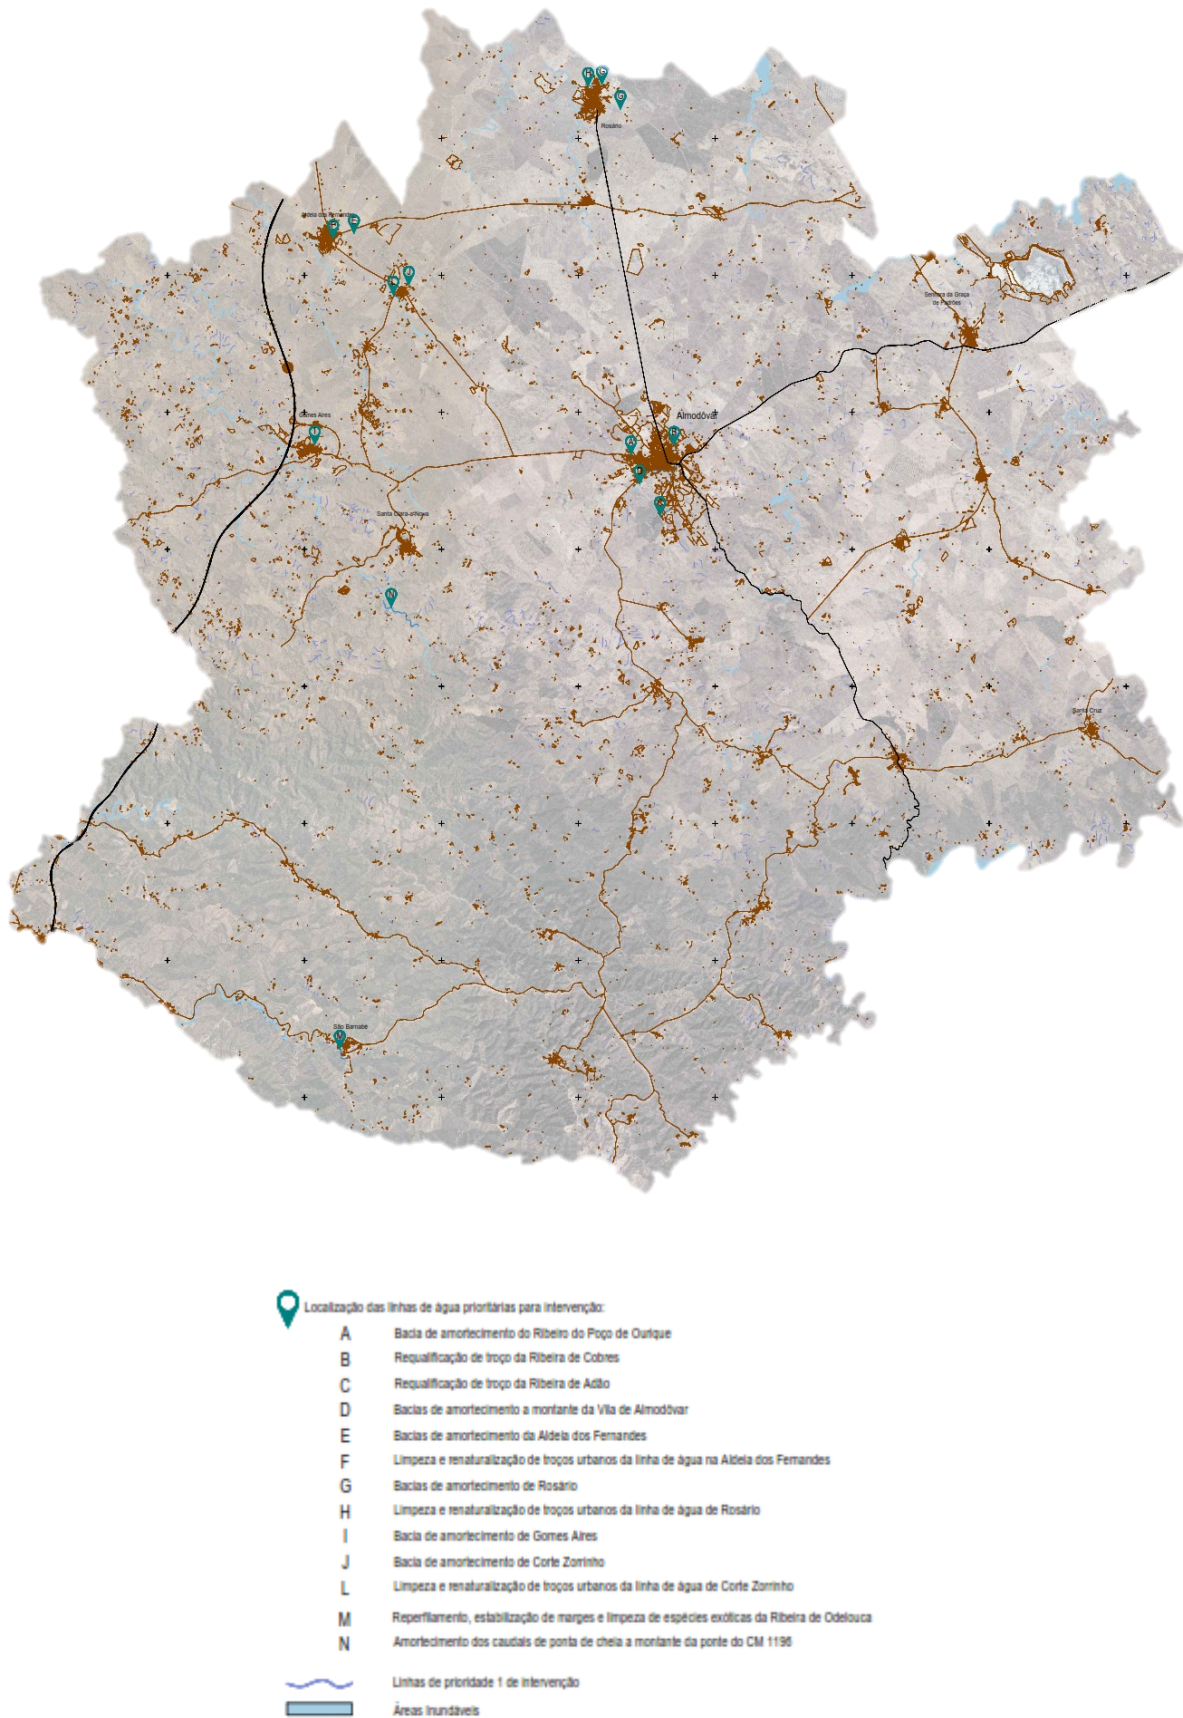 H
G
G
Rosário
Aldeia dos Fernandes
F
E
J
L
Senhora da Graça
de Padrões
Gomes Aires
I
Almodôvar
A
B
Santa Clara-a-Nova
N
Santa Cruz
São Barnabé
M
Localização das linhas de água prioritárias para intervenção:
A Bacia de amortecimento do Ribeiro do Poço de Ourique
B Requalificação de troço da Ribeira de Cobres
C Requalificação de troço da Ribeira de Adão
D Bacias de amortecimento a montante da Vila de Almodôvar
E Bacias de amortecimento da Aldeia dos Fernandes
F Limpeza e renaturalização de troços urbanos da linha de água na Aldeia dos Fernandes
G Bacias de amortecimento de Rosário
H Limpeza e renaturalização de troços urbanos da linha de água de Rosário
I Bacia de amortecimento de Gomes Aires
J Bacia de amortecimento de Corte Zorrinho
L Limpeza e renaturalização de troços urbanos da linha de água de Corte Zorrinho
M Reperfilamento, estabilização de marges e limpeza de espécies exóticas da Ribeira de Odelouca
N Amortecimento dos caudais de ponta de cheia a montante da ponte do CM 1196
Linhas de prioridade 1 de intervenção
Áreas Inundáveis